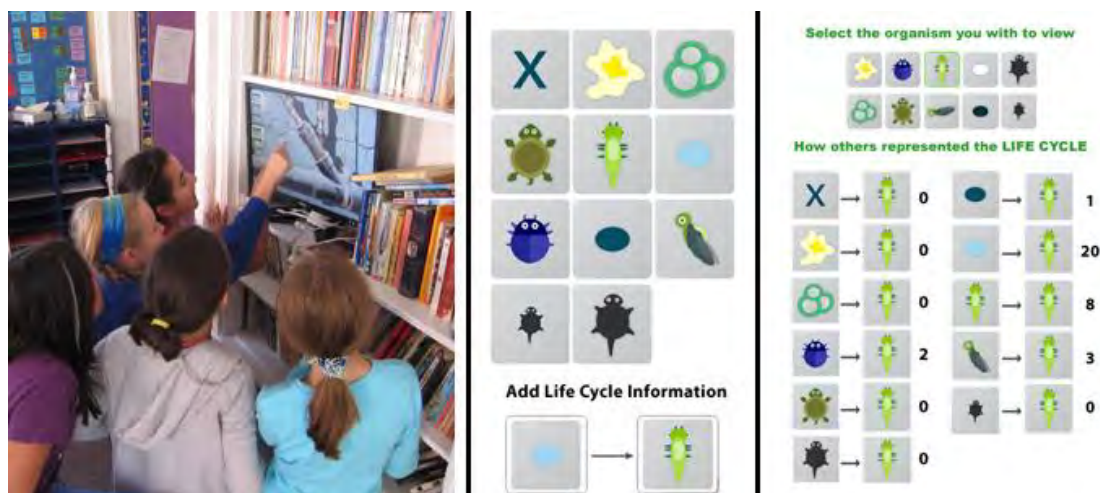 X
Add Life Cycle Information
Select the organism you with to view
How others represented the LIFE CYCLE
X 0
1
0
20
0
8
2
3
0
0
0